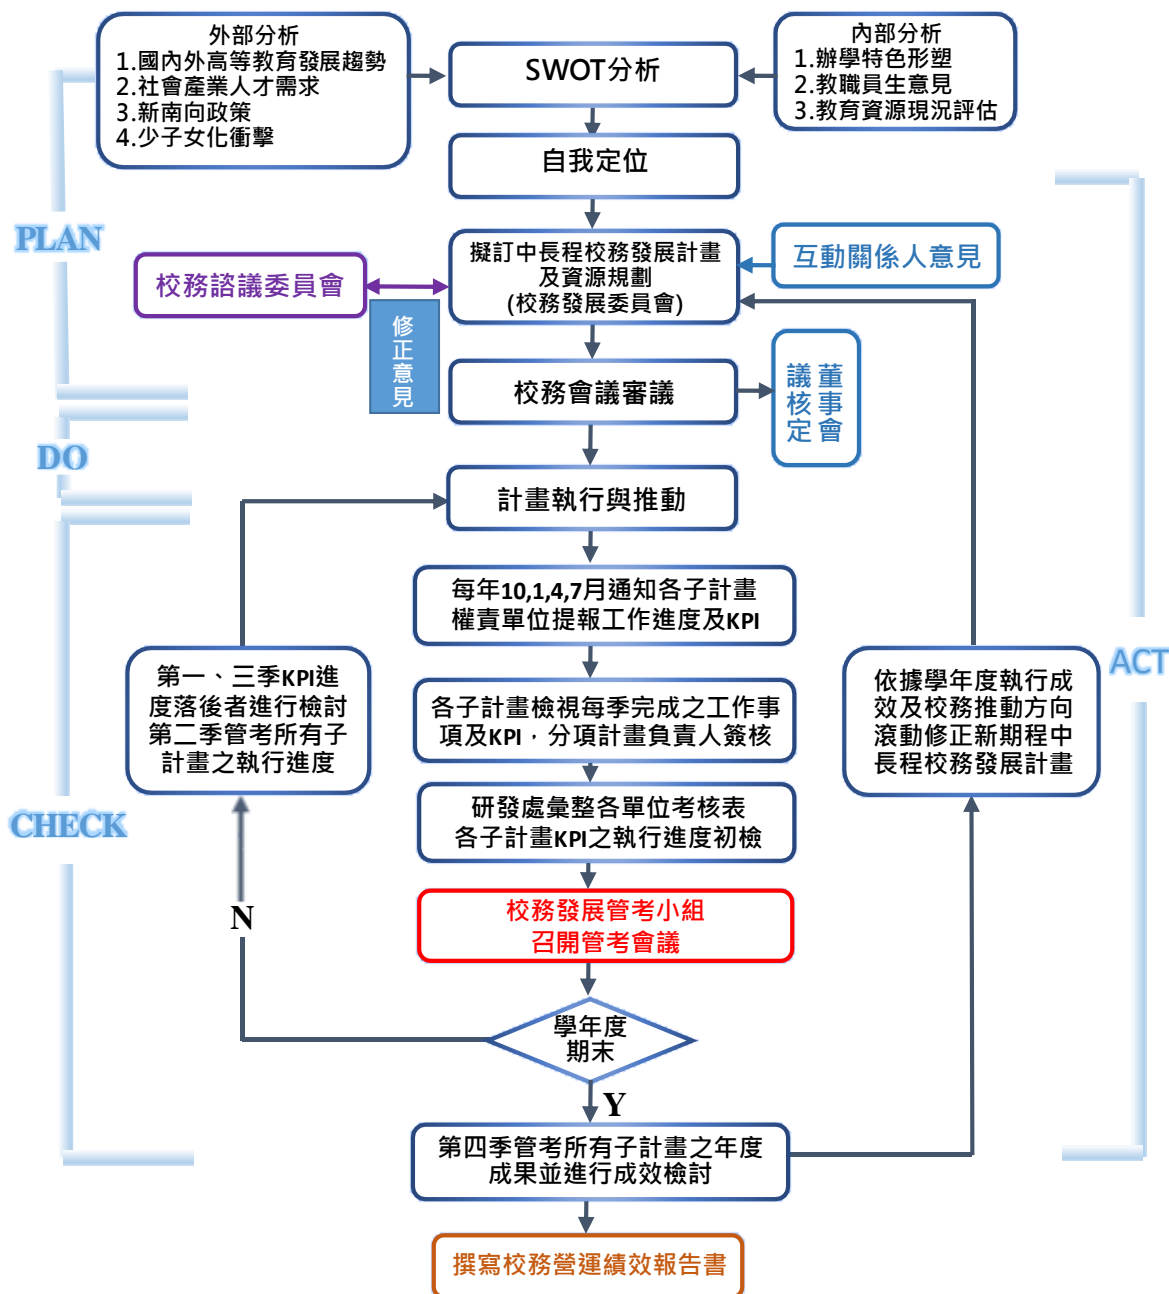 外部分析
1.國內外高等教育發展趨勢
2.社會產業人才需求
3.新南向政策
4.少子女化衝擊
SWOT分析
內部分析
1.辦學特色形塑
2.教職員生意見
3.教育資源現況評估
自我定位
PLAN
校務諮議委員會
擬訂中長程校務發展計畫
及資源規劃
(校務發展委員會)
互動關係人意見
修正意見
校務會議審議
董事會
議核定
DO
計畫執行與推動
每年10,1,4,7月通知各子計畫
權責單位提報工作進度及KPI
第一、三季KPI進
度落後者進行檢討
第二季管考所有子
計畫之執行進度
各子計畫檢視每季完成之工作事
項及KPI，分項計畫負責人簽核
依據學年度執行成
效及校務推動方向
滾動修正新期程中
長程校務發展計畫
ACT
CHECK
研發處彙整各單位考核表
各子計畫KPI之執行進度初檢
校務發展管考小組
召開管考會議
N
學年度
期末
Y
第四季管考所有子計畫之年度
成果並進行成效檢討
撰寫校務營運績效報告書